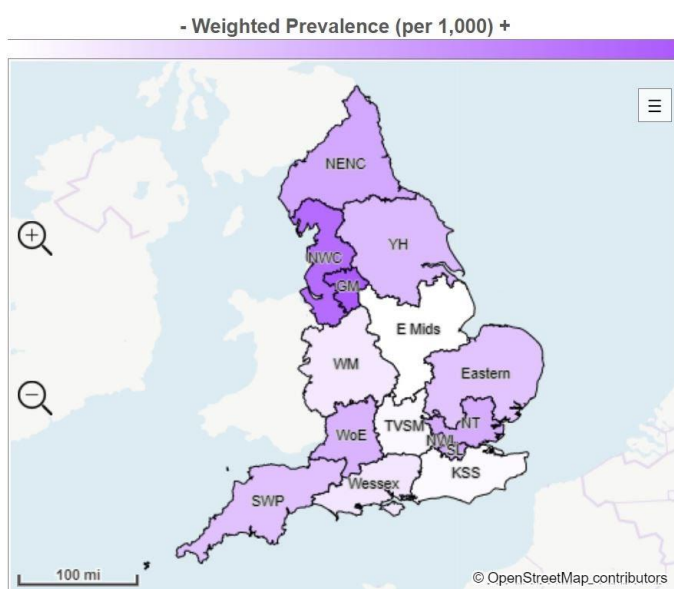 - Weighted Prevalence (per 1,000) +
☰
NENC
YH
NWC
GM
E Mids
WM
Eastern
TVSM
NT
WoE
NWL
SL
KSS
Wessex
SWP
100 mi
© OpenStreetMap contributors